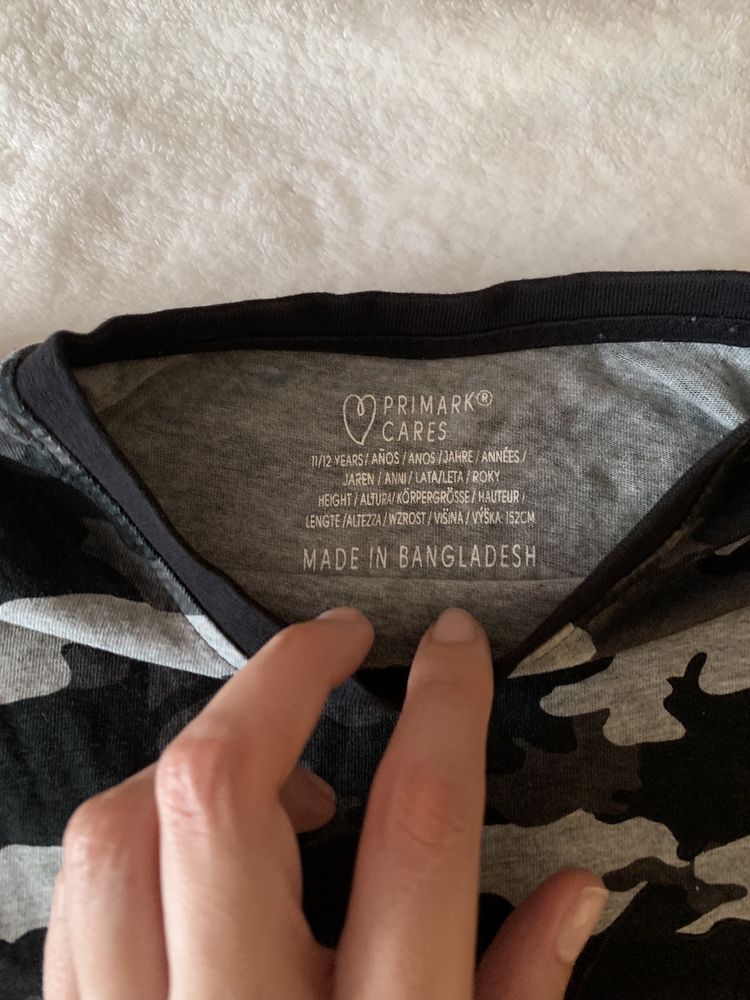 PRIMARK®
CARES
11/12 YEARS / AÑOS / ANOS / JAHRE / ANNÉES /
JAREN / ANNI / LATA/LETA / ROKY
HEIGHT / ALTURA/ KÖRPERGRÖSSE / HAUTEUR /
LENGTE /ALTEZZA / WZROST / VIŠINA / VÝŠKA: 152CM
MADE IN BANGLADESH